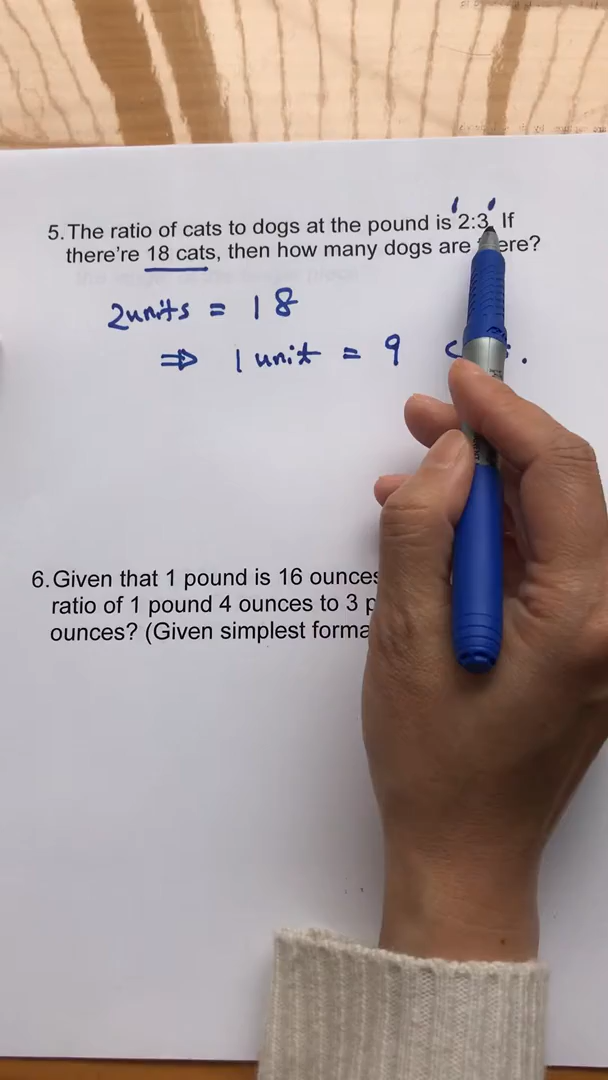 5. The ratio of cats to dogs at the pound is 2:3. If
there're 18 cats, then how many dogs are
2units = 18
⇒ 1 unit = 9
6. Given that 1 pound is 16 ounces
ratio of 1 pound 4 ounces to 3
ounces? (Given simplest